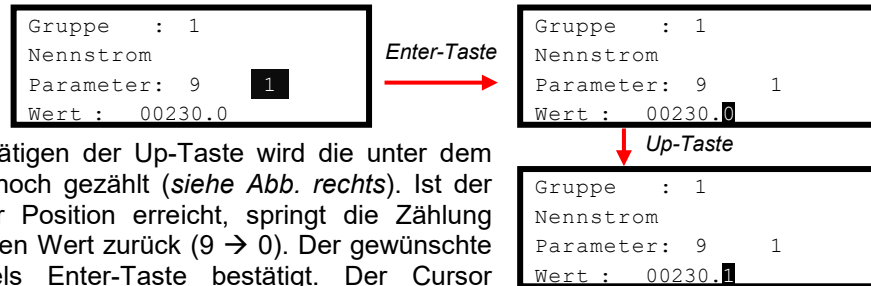 Gruppe : 1
Nennstrom
Parameter: 9 1
Wert : 00230.0
Enter-Taste
Gruppe : 1
Nennstrom
Parameter: 9 1
Wert : 00230.0
Up-Taste
tätigen der Up-Taste wird die unter dem
hoch gezählt (siehe Abb. rechts). Ist der
r Position erreicht, springt die Zählung
en Wert zurück (9 → 0). Der gewünschte
els Enter-Taste bestätigt. Der Cursor
Gruppe : 1
Nennstrom
Parameter: 9 1
Wert : 00230.1